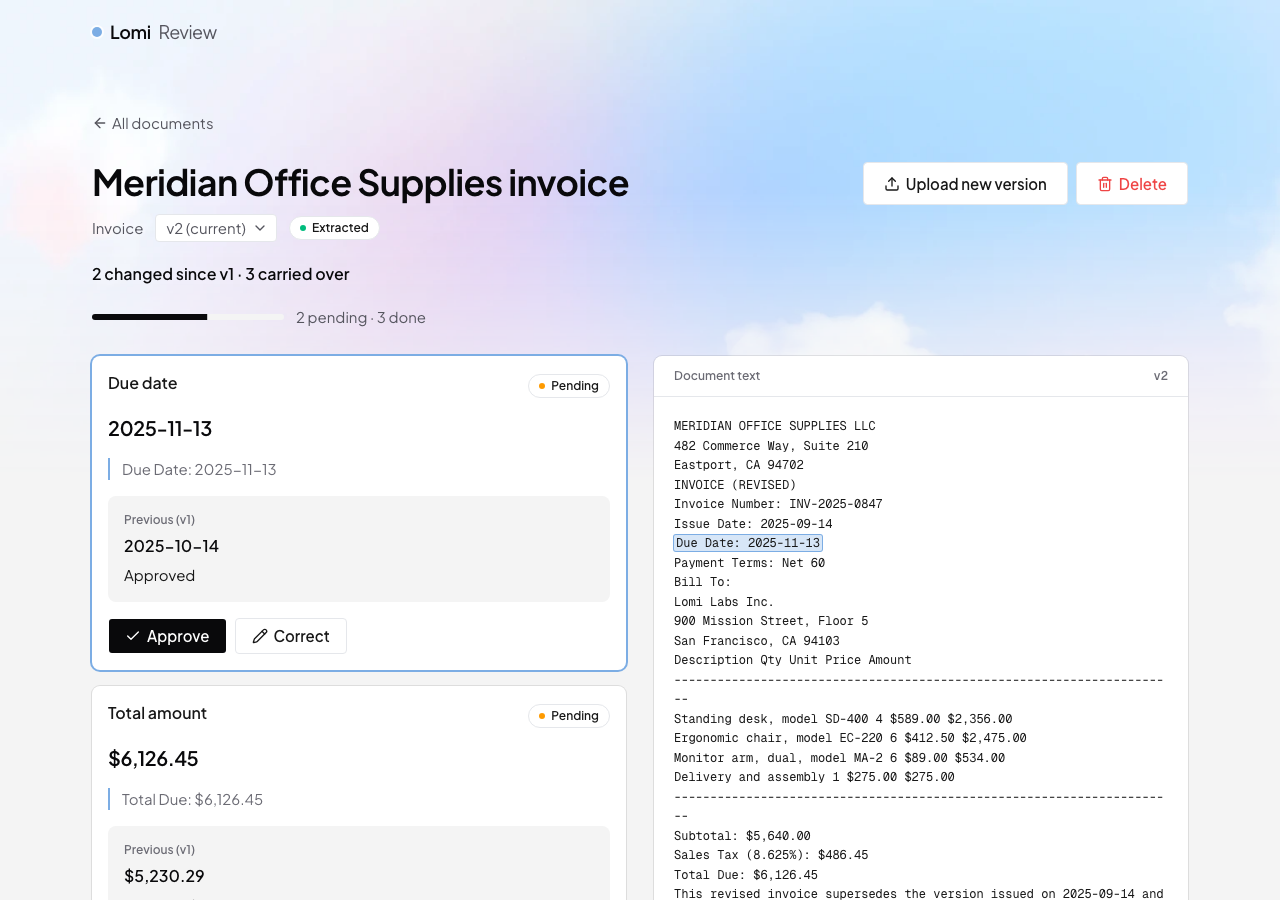 Lomi Review
All documents
Meridian Office Supplies invoice
Upload new version
Delete
Invoice
v2 (current)
Extracted
2 changed since v1 · 3 carried over
2 pending · 3 done
Due date
Pending
2025-11-13
Due Date: 2025-11-13
Previous (v1)
2025-10-14
Approved
Approve
Correct
Total amount
Pending
$6,126.45
Total Due: $6,126.45
Previous (v1)
$5,230.29
Document text
v2
MERIDIAN OFFICE SUPPLIES LLC
482 Commerce Way, Suite 210
Eastport, CA 94702
INVOICE (REVISED)
Invoice Number: INV-2025-0847
Issue Date: 2025-09-14
Due Date: 2025-11-13
Payment Terms: Net 60
Bill To:
Lomi Labs Inc.
900 Mission Street, Floor 5
San Francisco, CA 94103
Description Qty Unit Price Amount
--------------------------------------------------------------------
--
Standing desk, model SD-400 4 $589.00 $2,356.00
Ergonomic chair, model EC-220 6 $412.50 $2,475.00
Monitor arm, dual, model MA-2 6 $89.00 $534.00
Delivery and assembly 1 $275.00 $275.00
--------------------------------------------------------------------
--
Subtotal: $5,640.00
Sales Tax (8.625%): $486.45
Total Due: $6,126.45
This revised invoice supersedes the version issued on 2025-09-14 and